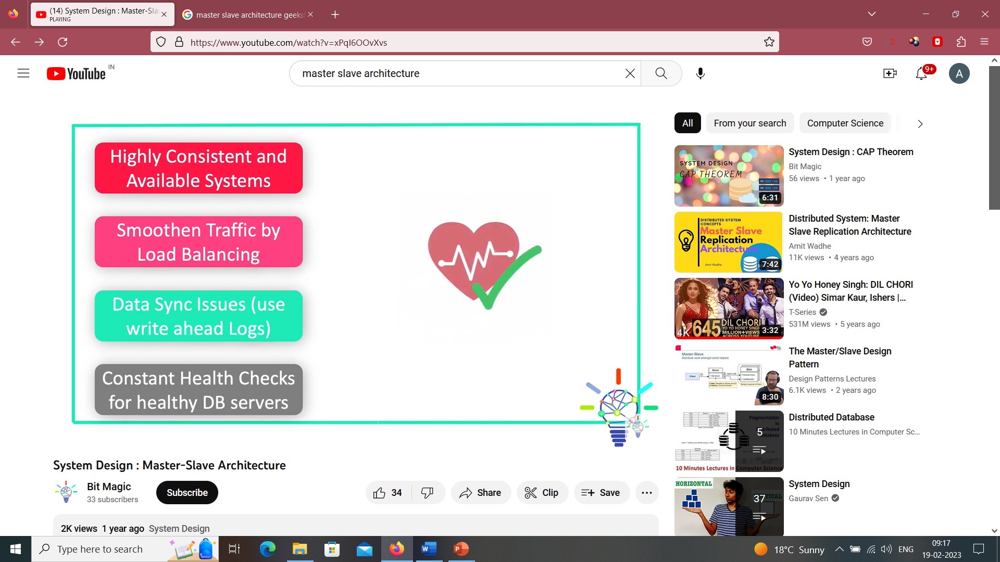 (14) System Design : Master-Sla
PLAYING
master slave architecture geeks
https://www.youtube.com/watch?v=xPqI6OOvXvs
YouTube IN
master slave architecture
9+
A
Highly Consistent and
Available Systems
Smoothen Traffic by
Load Balancing
Data Sync Issues (use
write ahead Logs)
Constant Health Checks
for healthy DB servers
System Design : Master-Slave Architecture
Bit Magic
33 subscribers
Subscribe
34
Share
Clip
Save
2K views 1 year ago System Design
All
From your search
Computer Science
SYSTEM DESIGN
CAP THEOREM
6:31
System Design : CAP Theorem
Bit Magic
56 views • 1 year ago
DISTRIBUTED SYSTEM
CONCEPTS
Master Slave
Replication
Architecture
Amit Wadhe
7:42
Distributed System: Master
Slave Replication Architecture
Amit Wadhe
11K views • 4 years ago
4K
645
DIL CHORI
YO YO HONEY SINGH
MILLION+VIEWS
ACROSS YOUTUBE
3:32
Yo Yo Honey Singh: DIL CHORI
(Video) Simar Kaur, Ishers |...
T-Series
531M views • 5 years ago
Master-Slave
Distribute work amongst some helpers.
Client
Master
Slave
8:30
The Master/Slave Design
Pattern
Design Patterns Lectures
6.1K views • 2 years ago
Fragmentation
in
Distributed
Database
5
10 Minutes Lectures in Computer Science
Distributed Database
10 Minutes Lectures in Computer Sc...
HORIZONTAL
VERTICAL
37
System Design
Gaurav Sen
Type here to search
18°C Sunny
ENG
09:17
19-02-2023